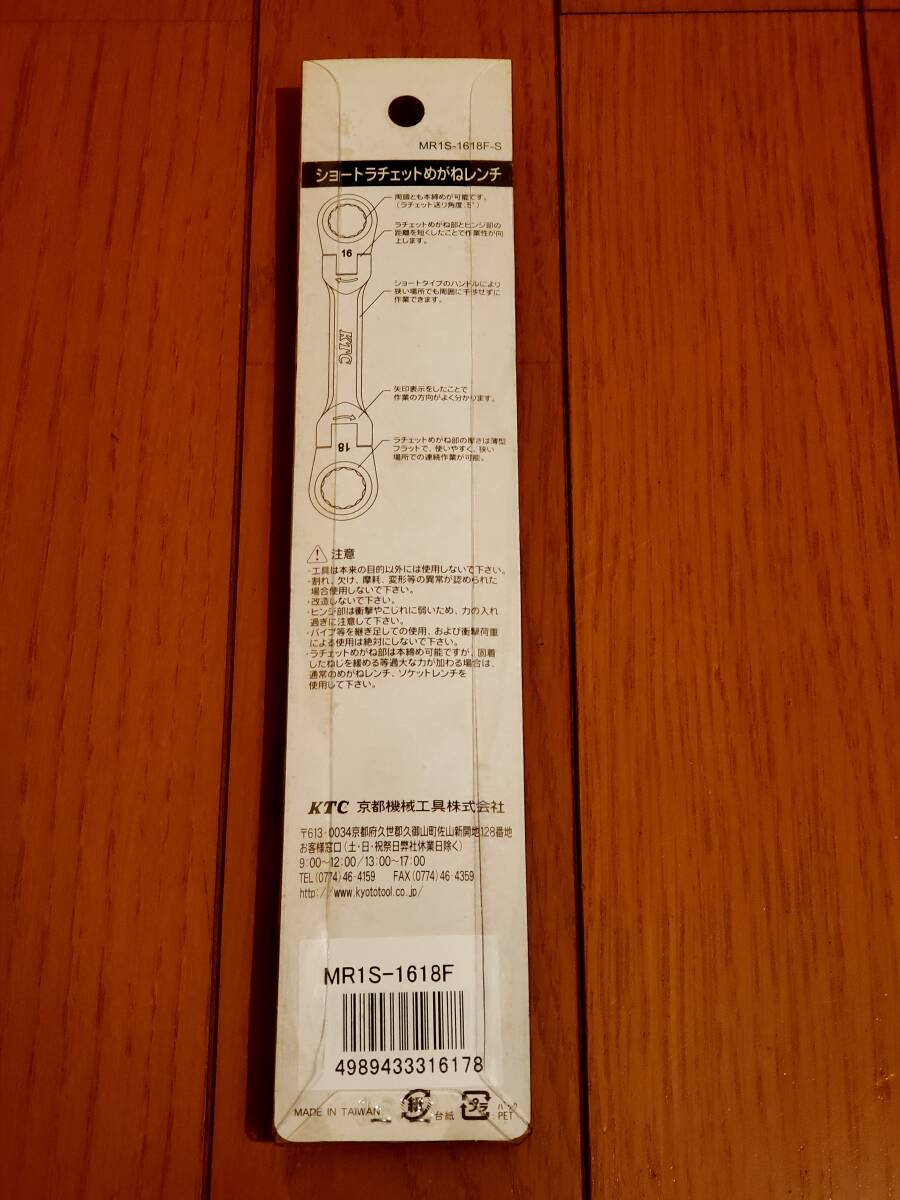 MR1S-1618F-S
ショートラチェットめがねレンチ
両頭とも本締めが可能です。
(ラチェット送り角度:5°)
ラチェットめがね部とヒンジ部の
距離を短くしたことで作業性が向
上します。
16
ショートタイプのハンドルにより
狭い場所でも周囲に干渉せずに
作業できます。
KTC
矢印表示をしたことで
作業の方向がよく分かります。
18
ラチェットめがね部の厚さは薄型
フラットで、使いやすく、狭い
場所での連続作業が可能。
注意
・工具は本来の目的以外には使用しないで下さい。
・割れ、欠け、摩耗、変形等の異常が認められた
場合使用しないで下さい。
・改造しないで下さい。
・ヒンジ部は衝撃やこじれに弱いため、力の入れ
過ぎに注意して下さい。
・パイプ等を継ぎ足しての使用、および衝撃荷重
による使用は絶対にしないで下さい。
・ラチェットめがね部は本締め可能ですが、固着
したねじを緩める等過大な力が加わる場合は、
通常のめがねレンチ、ソケットレンチを
使用して下さい。
KTC 京都機械工具株式会社
〒613-0034京都府久世郡久御山町佐山新開地128番地
お客様窓口(土・日・祝祭日弊社休業日除く)
9:00~12:00/13:00~17:00
TEL(0774)46-4159 FAX(0774)46-4359
http://www.kyototool.co.jp/
MR1S-1618F
4989433316178
MADE IN TAIWAN 紙 台紙 プラ パック PET